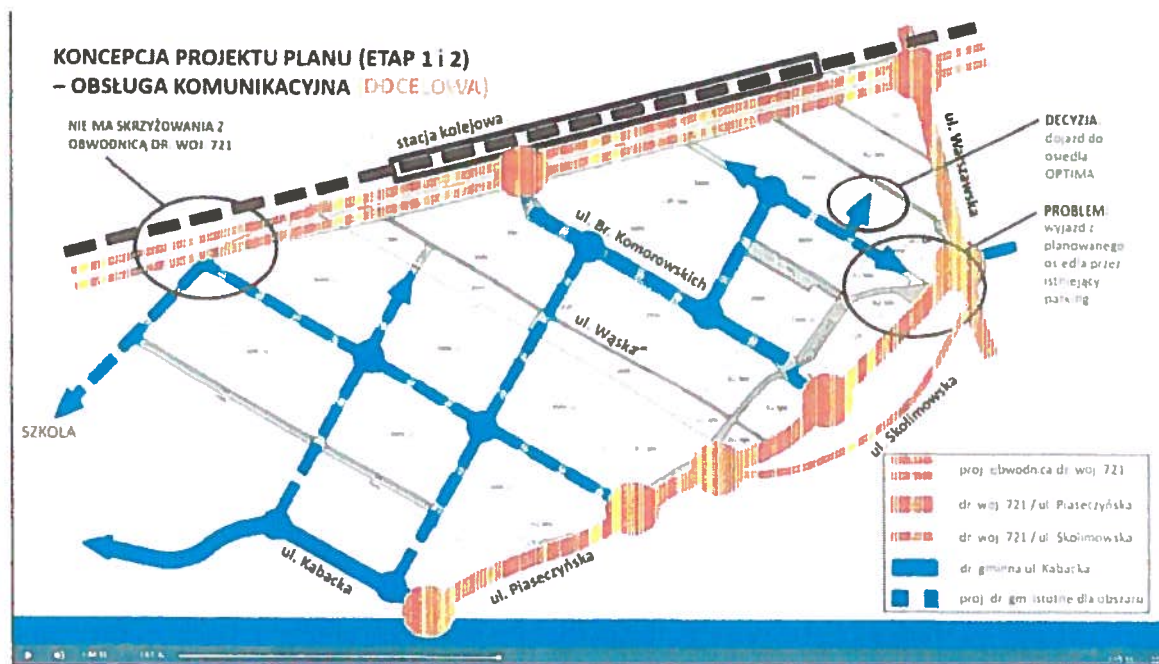 KONCEPCJA PROJEKTU PLANU (ETAP 1 i 2)
– OBSŁUGA KOMUNIKACYJNA (DOCELOWA)
NIE MA SKRZYŻOWANIA Z
OBWODNICĄ DR. WOJ. 721
stacja kolejowa
ul. Warszawska
DECYZJA:
dojazd do
osiedla
OPTIMA
PROBLEM:
wyjazd z
planowanego
osiedla przez
istniejący
parking
ul. Br. Komorowskich
ul. Wąska
SZKOŁA
ul. Skolimowska
ul. Kabacka
ul. Piaseczyńska
proj. obwodnica dr. woj. 721
dr. woj. 721 / ul. Piaseczyńska
dr. woj. 721 / ul. Skolimowska
dr. gminna ul. Kabacka
proj. dr. gm. istotne dla obszaru